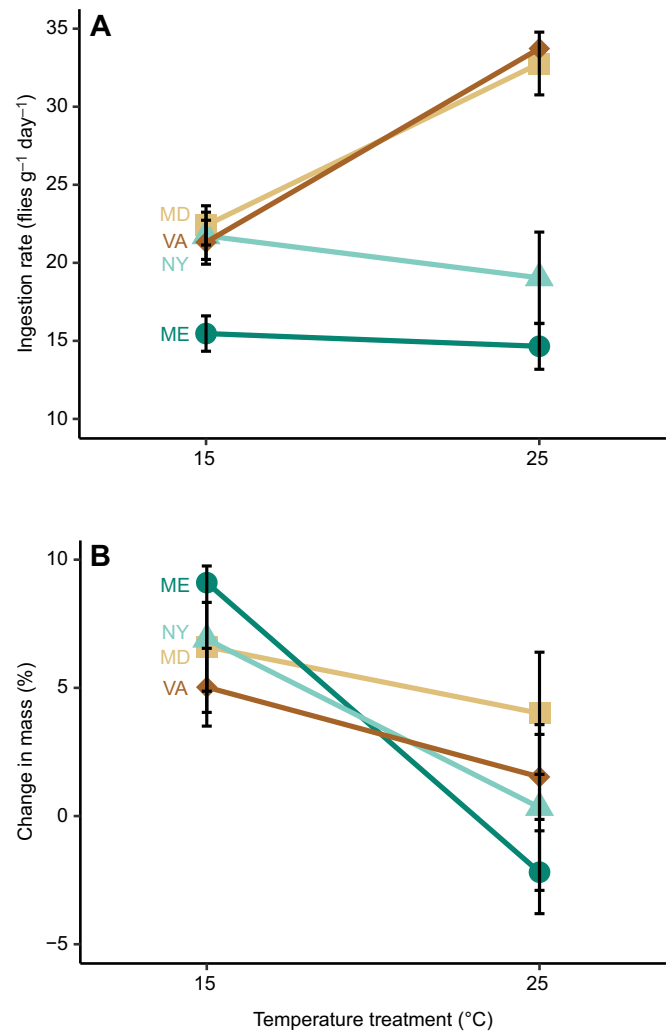 A
Ingestion rate (flies g⁻¹ day⁻¹)
35
30
25
20
15
10
MD
VA
NY
ME
15
25
B
Change in mass (%)
10
5
0
−5
ME
NY
MD
VA
15
25
Temperature treatment (°C)